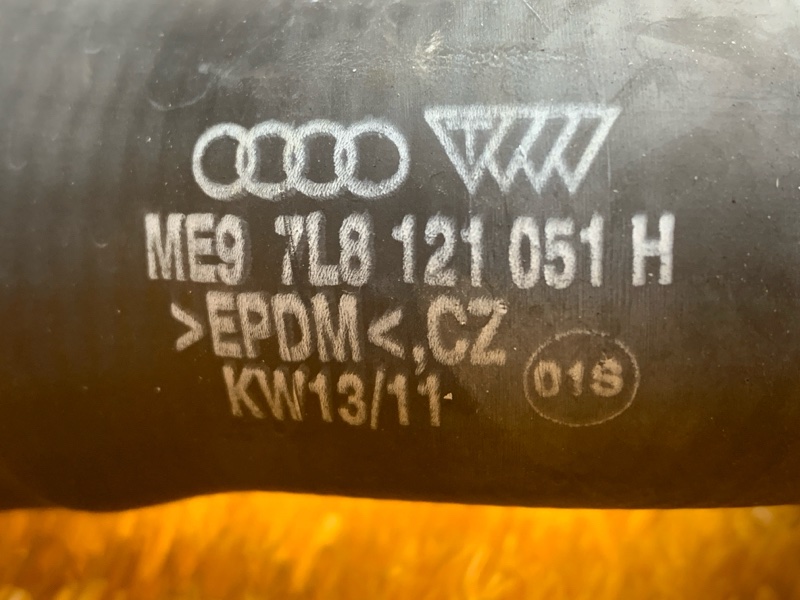 ME9 7L8 121 051 H
>EPDM<,CZ
KW13/11
01S